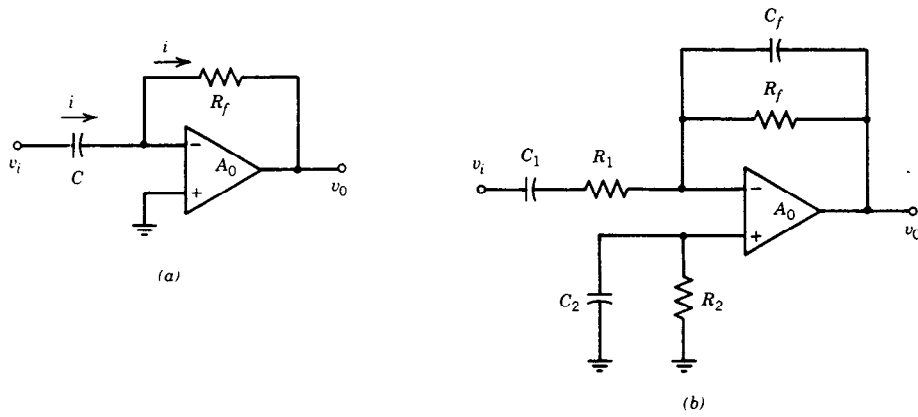 i
i
R_f
v_i
C
−
A_0
+
v_0
(a)
C_f
R_f
v_i
C_1
R_1
−
A_0
+
v_0
C_2
R_2
(b)